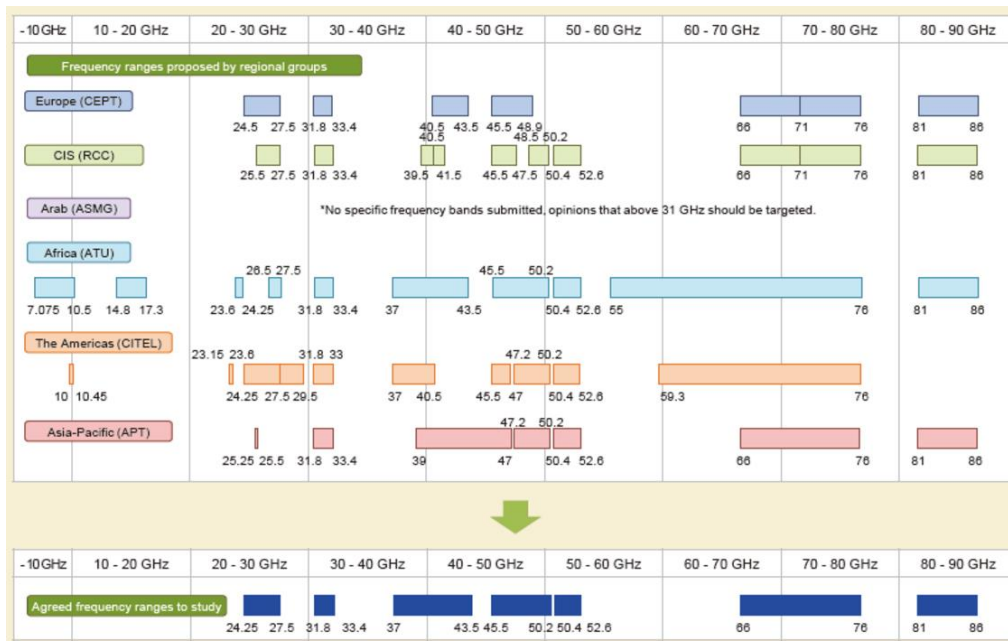 -10GHz 10 - 20 GHz 20 - 30 GHz 30 - 40 GHz 40 - 50 GHz 50 - 60 GHz 60 - 70 GHz 70 - 80 GHz 80 - 90 GHz
Frequency ranges proposed by regional groups
Europe (CEPT)
24.5 27.5 31.8 33.4 40.5 43.5 45.5 48.9 66 71 76 81 86
40.5 48.5 50.2
CIS (RCC)
25.5 27.5 31.8 33.4 39.5 41.5 45.5 47.5 50.4 52.6 66 71 76 81 86
Arab (ASMG)
*No specific frequency bands submitted, opinions that above 31 GHz should be targeted.
Africa (ATU)
26.5 27.5 45.5 50.2
7.075 10.5 14.8 17.3 23.6 24.25 31.8 33.4 37 43.5 50.4 52.6 55 76 81 86
The Americas (CITEL)
23.15 23.6 31.8 33 47.2 50.2
10 10.45 24.25 27.5 29.5 37 40.5 45.5 47 50.4 52.6 59.3 76
Asia-Pacific (APT)
47.2 50.2
25.25 25.5 31.8 33.4 39 47 50.4 52.6 66 76 81 86
-10GHz 10 - 20 GHz 20 - 30 GHz 30 - 40 GHz 40 - 50 GHz 50 - 60 GHz 60 - 70 GHz 70 - 80 GHz 80 - 90 GHz
Agreed frequency ranges to study
24.25 27.5 31.8 33.4 37 43.5 45.5 50.2 50.4 52.6 66 76 81 86